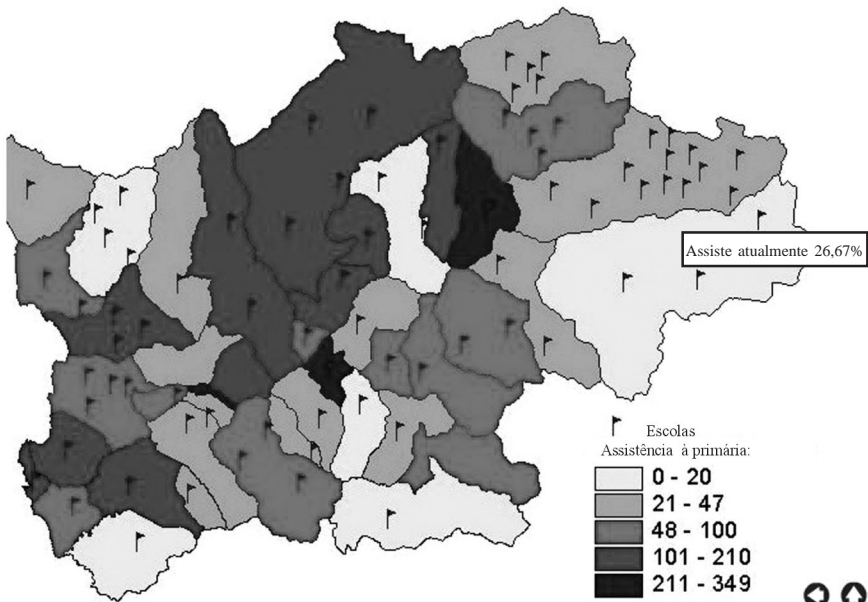 Assiste atualmente 26,67%
Escolas
Assistência à primária:
0 - 20
21 - 47
48 - 100
101 - 210
211 - 349